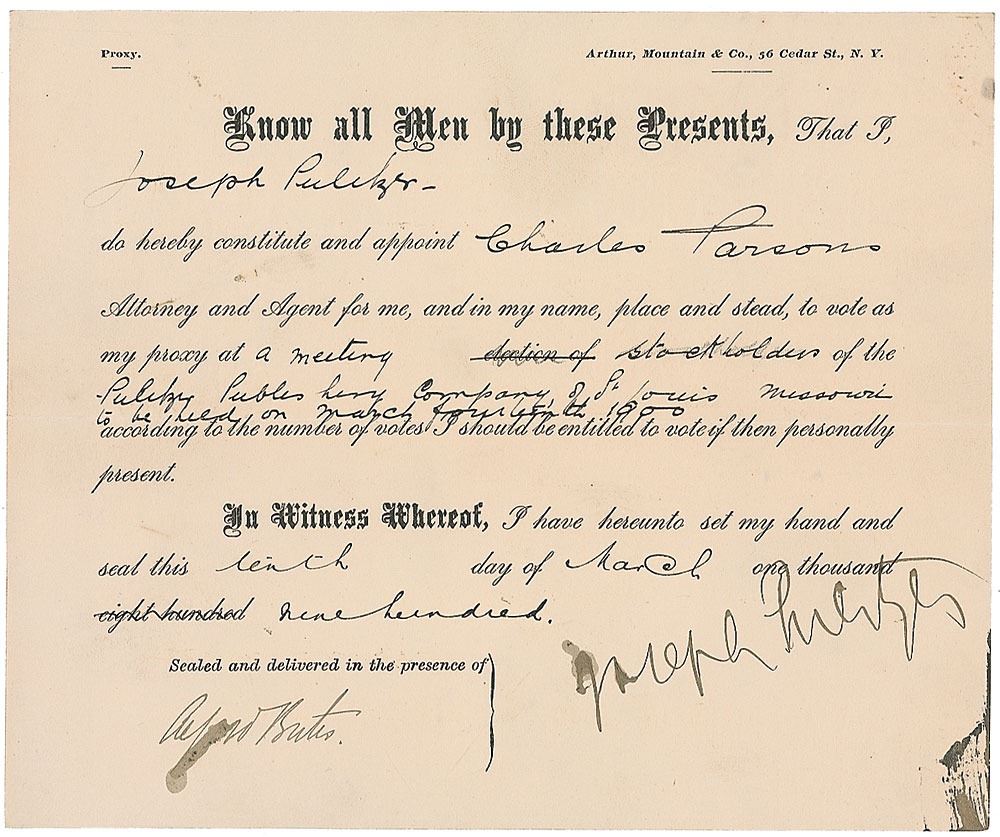 Proxy. Arthur, Mountain & Co., 56 Cedar St., N. Y.
Know all Men by these Presents, That I,
Joseph Pulitzer-
do hereby constitute and appoint Charles Parsons
Attorney and Agent for me, and in my name, place and stead, to vote as
my proxy at a meeting election of stockholders of the
Pulitzer Publishing Company, of St Louis Missouri
to be held on March fourteenth 1900
according to the number of votes I should be entitled to vote if then personally
present.
In Witness Whereof, I have hereunto set my hand and
seal this tenth day of March one thousand
eight hundred nine hundred.
Joseph Pulitzer
Sealed and delivered in the presence of
Alfred Butes.